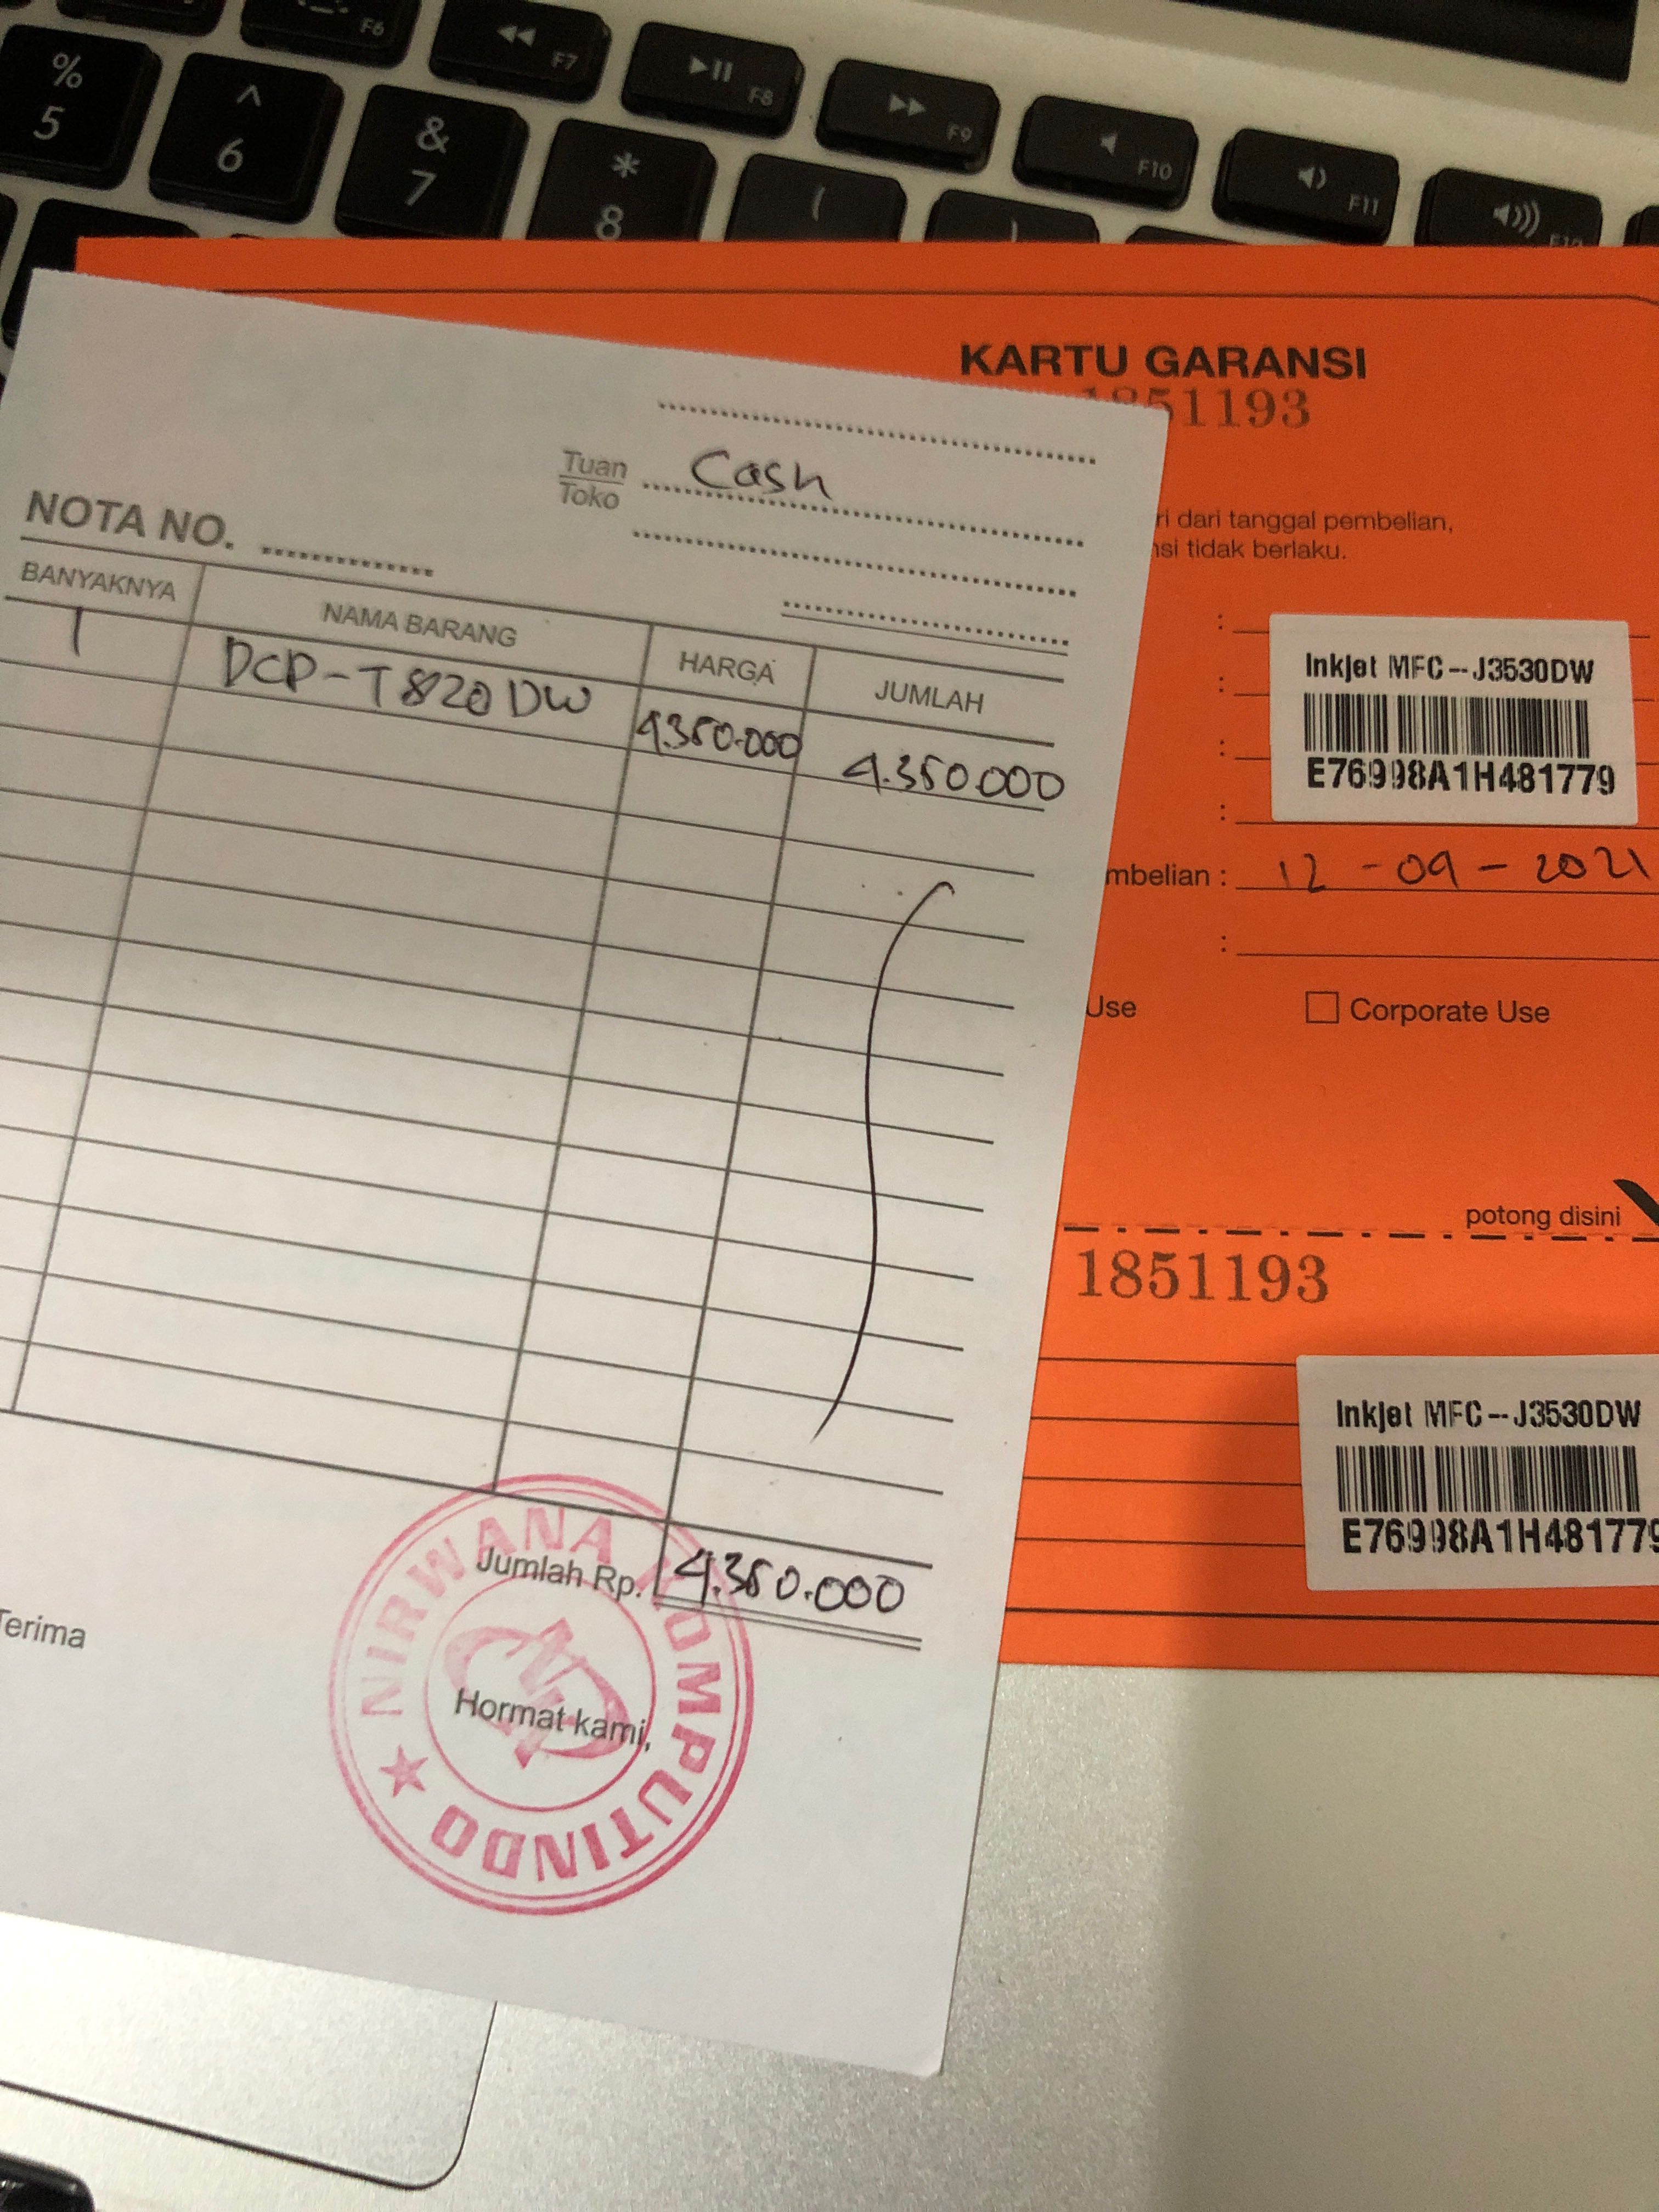 F6
F7
F8
F9
F10
F11
F12
%
5
^
6
&
7
*
8
(
)
KARTU GARANSI
1851193
ri dari tanggal pembelian,
si tidak berlaku.
Inkjet MFC-J3530DW
E76998A1H481779
mbelian : 12 - 09 - 2021
Use
Corporate Use
potong disini
1851193
Inkjet MFC-J3530DW
E76998A1H481779
Tuan
Toko Cash
NOTA NO.
BANYAKNYA NAMA BARANG HARGA JUMLAH
1 DCP-T820DW 4.350.000 4.350.000
Jumlah Rp. 4.350.000
Terima
Hormat kami,
NIRWANA KOMPUTINDO